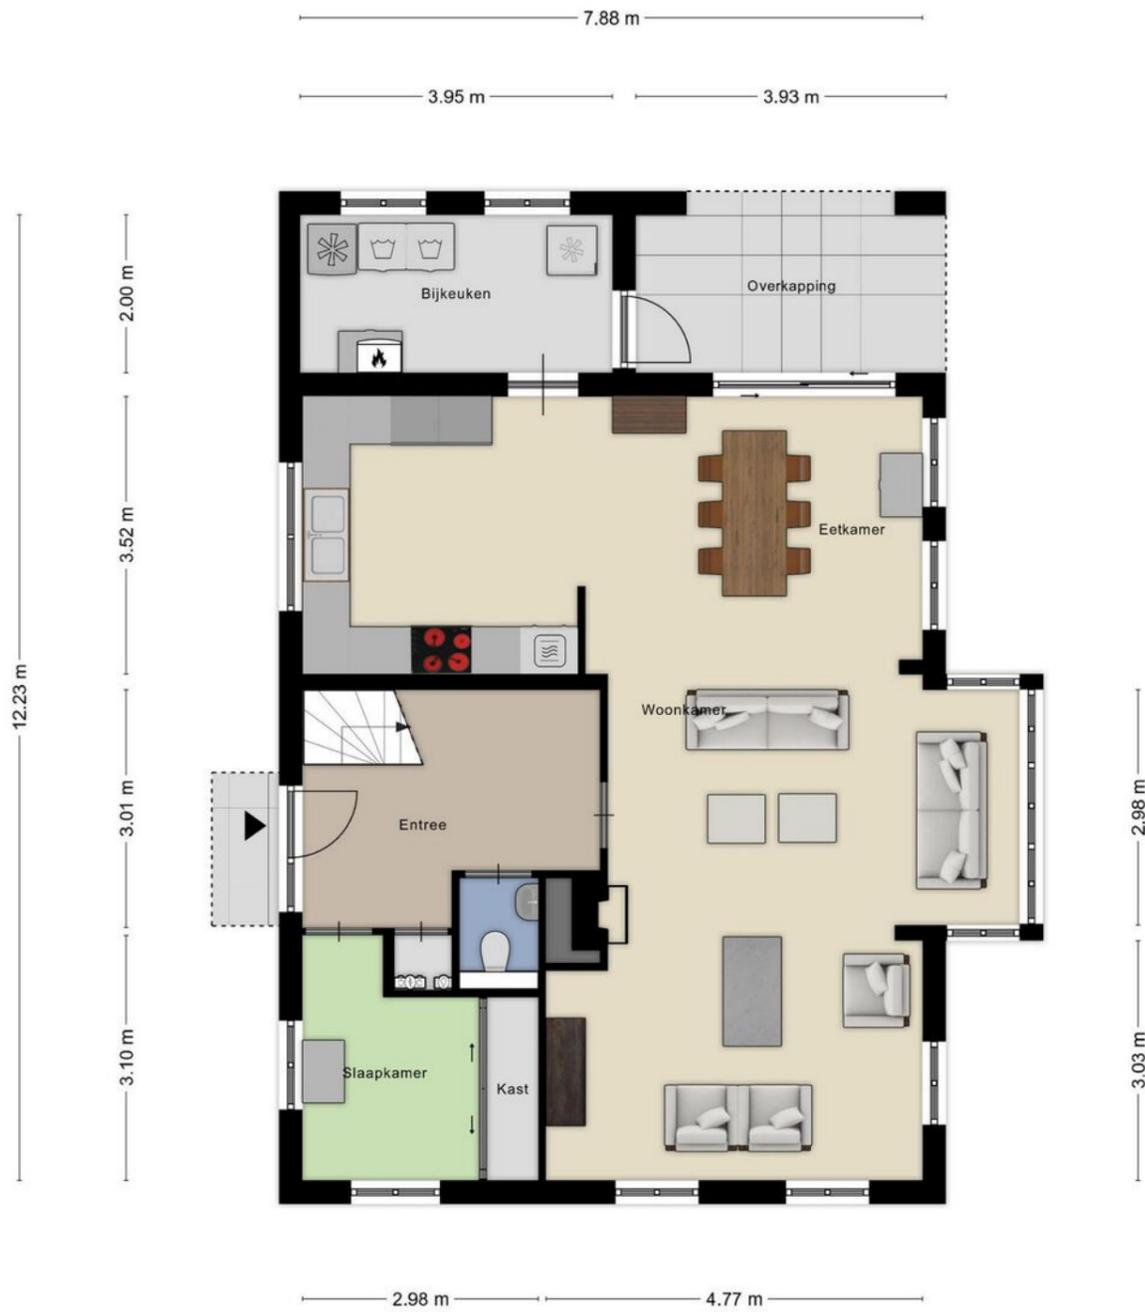 7.88 m
3.95 m
3.93 m
2.00 m
Bijkeuken
Overkapping
3.52 m
Eetkamer
12.23 m
Woonkamer
3.01 m
Entree
2.98 m
3.10 m
Slaapkamer
Kast
3.03 m
2.98 m
4.77 m